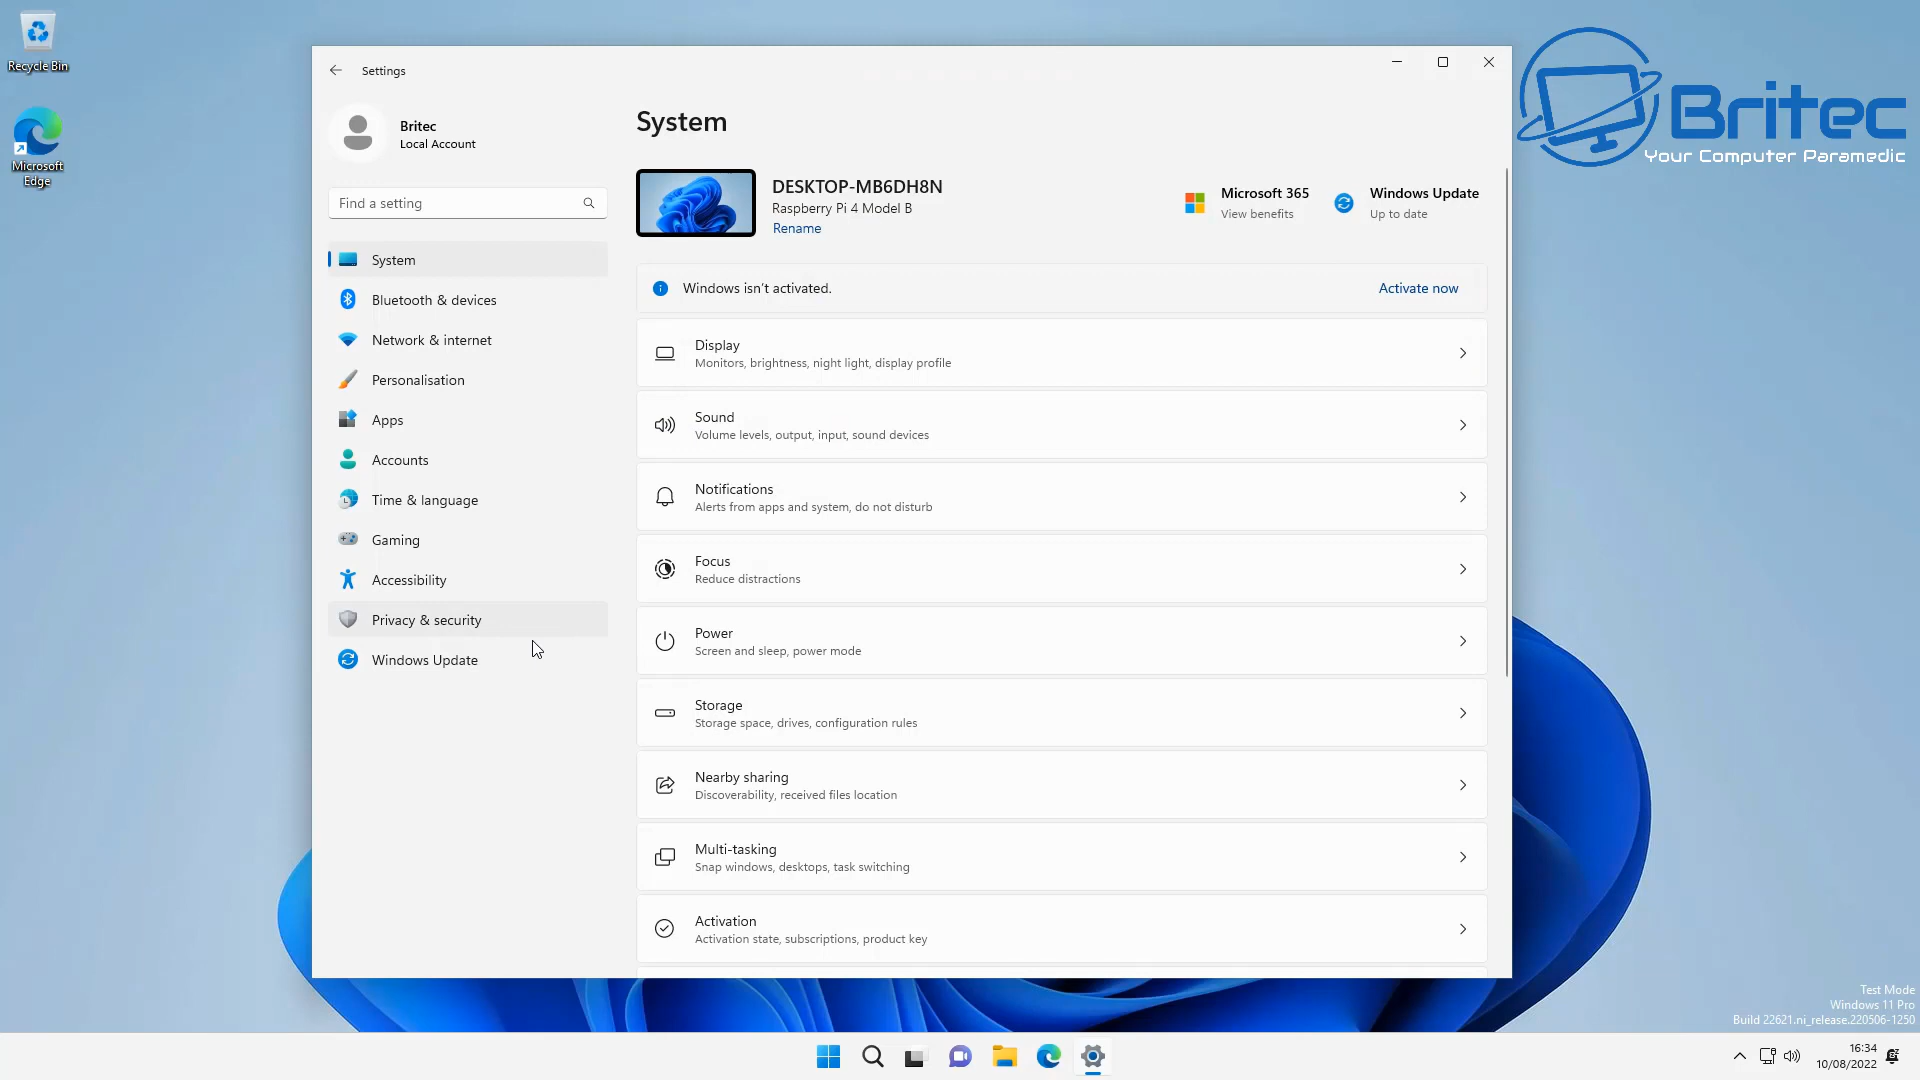 Recycle Bin
Microsoft
Edge
Settings
Britec
Local Account
Find a setting
System
Bluetooth & devices
Network & internet
Personalisation
Apps
Accounts
Time & language
Gaming
Accessibility
Privacy & security
Windows Update
System
DESKTOP-MB6DH8N
Raspberry Pi 4 Model B
Rename
Microsoft 365
View benefits
Windows Update
Up to date
Windows isn't activated.
Activate now
Display
Monitors, brightness, night light, display profile
Sound
Volume levels, output, input, sound devices
Notifications
Alerts from apps and system, do not disturb
Focus
Reduce distractions
Power
Screen and sleep, power mode
Storage
Storage space, drives, configuration rules
Nearby sharing
Discoverability, received files location
Multi-tasking
Snap windows, desktops, task switching
Activation
Activation state, subscriptions, product key
Britec
Your Computer Paramedic
Test Mode
Windows 11 Pro
Build 22621.ni_release.220506-1250
16:34
10/08/2022